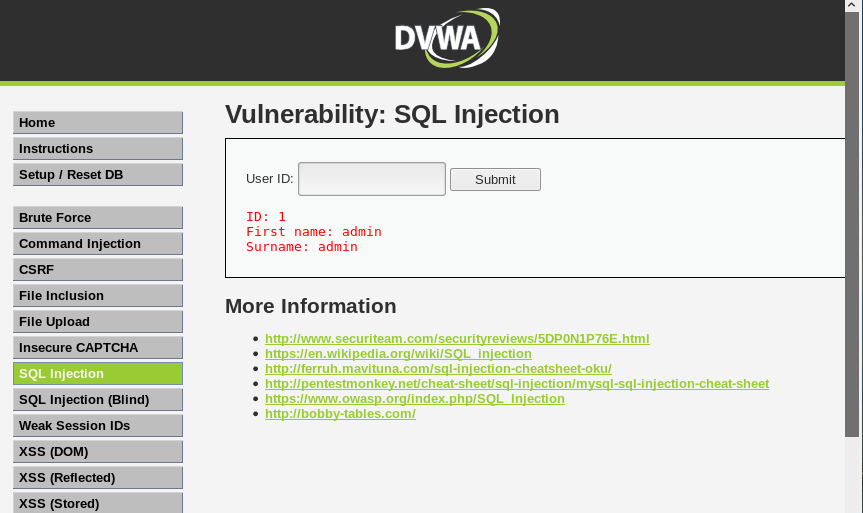 DVWA
Home
Instructions
Setup / Reset DB
Brute Force
Command Injection
CSRF
File Inclusion
File Upload
Insecure CAPTCHA
SQL Injection
SQL Injection (Blind)
Weak Session IDs
XSS (DOM)
XSS (Reflected)
XSS (Stored)
Vulnerability: SQL Injection
User ID: Submit
ID: 1
First name: admin
Surname: admin
More Information
http://www.securiteam.com/securityreviews/5DP0N1P76E.html
https://en.wikipedia.org/wiki/SQL_injection
http://ferruh.mavituna.com/sql-injection-cheatsheet-oku/
http://pentestmonkey.net/cheat-sheet/sql-injection/mysql-sql-injection-cheat-sheet
https://www.owasp.org/index.php/SQL_Injection
http://bobby-tables.com/